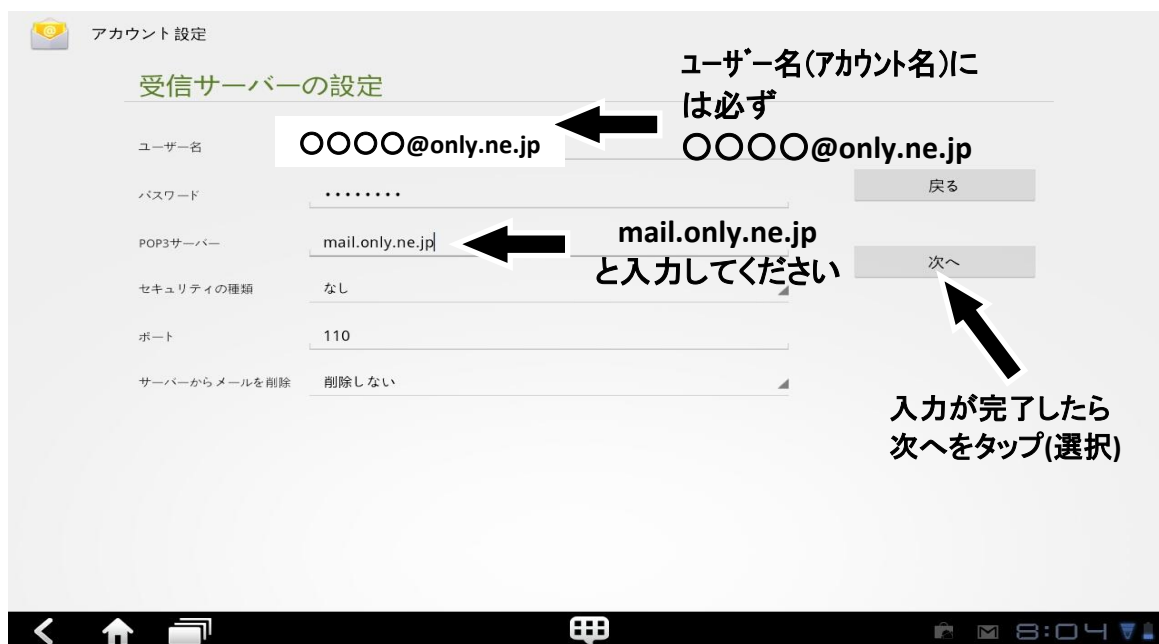 アカウント設定
受信サーバーの設定
ユーザー名(アカウント名)に
は必ず
〇〇〇〇@only.ne.jp
ユーザー名
〇〇〇〇@only.ne.jp
パスワード
••••••••
戻る
POP3サーバー
mail.only.ne.jp
mail.only.ne.jp
と入力してください
次へ
セキュリティの種類
なし
ポート
110
サーバーからメールを削除
削除しない
入力が完了したら
次へをタップ(選択)
8:04